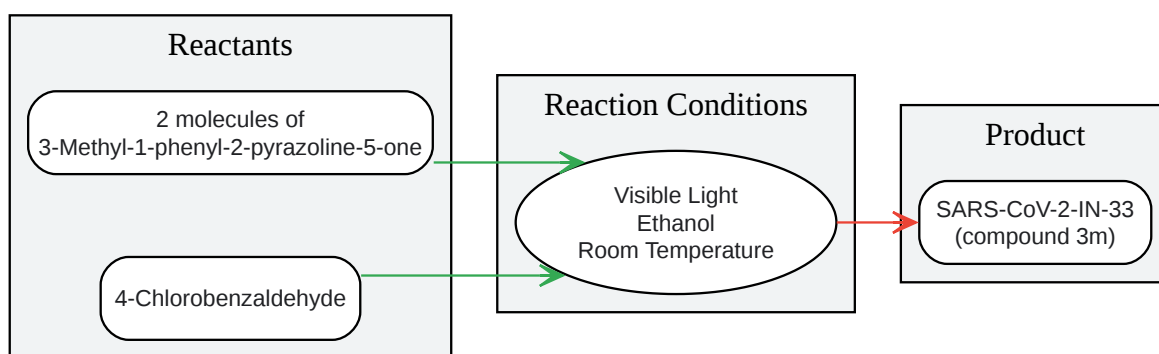 Reactants
2 molecules of
3-Methyl-1-phenyl-2-pyrazoline-5-one
4-Chlorobenzaldehyde
Reaction Conditions
Visible Light
Ethanol
Room Temperature
Product
SARS-CoV-2-IN-33
(compound 3m)